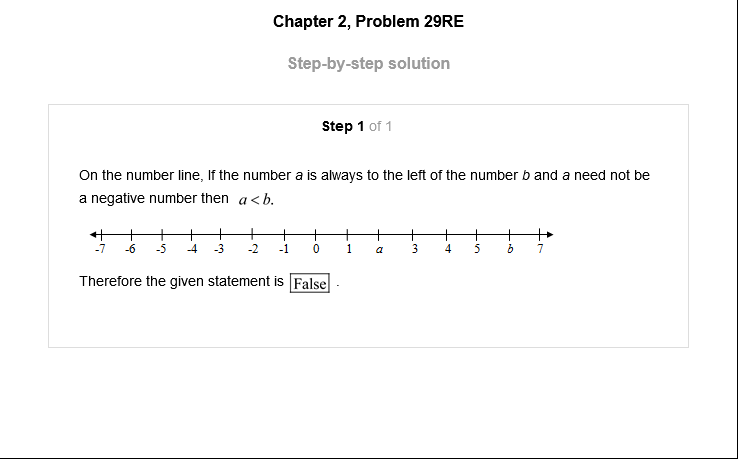 Chapter 2, Problem 29RE
Step-by-step solution
Step 1 of 1
On the number line, If the number a is always to the left of the number b and a need not be
a negative number then a < b.
-7 -6 -5 -4 -3 -2 -1 0 1 a 3 4 5 b 7
Therefore the given statement is False .